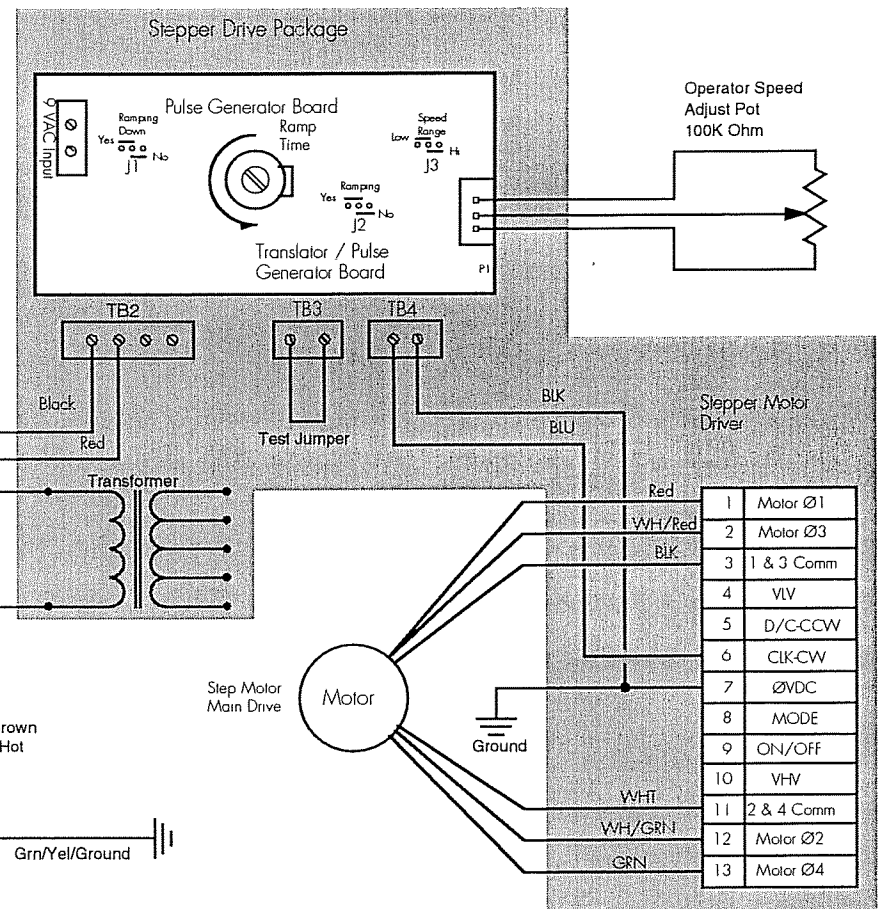 Stepper Drive Package
Operator Speed
Adjust Pot
100K Ohm
9 VAC Input
Pulse Generator Board
Ramping
Down
Yes
No
J1
Ramp
Time
Speed
Range
Low
Hi
J3
Ramping
Yes
No
J2
Translator / Pulse
Generator Board
P1
TB2
TB3
TB4
Black
Red
Test Jumper
BLK
BLU
Stepper Motor
Driver
Transformer
Red
WH/Red
BLK
1 Motor Ø1
2 Motor Ø3
3 1 & 3 Comm
4 VLV
5 D/C-CCW
6 CLK-CW
7 ØVDC
8 MODE
9 ON/OFF
10 VHV
11 2 & 4 Comm
12 Motor Ø2
13 Motor Ø4
Step Motor
Main Drive
Motor
Ground
rown
Hot
WHT
WH/GRN
GRN
Grn/Yel/Ground